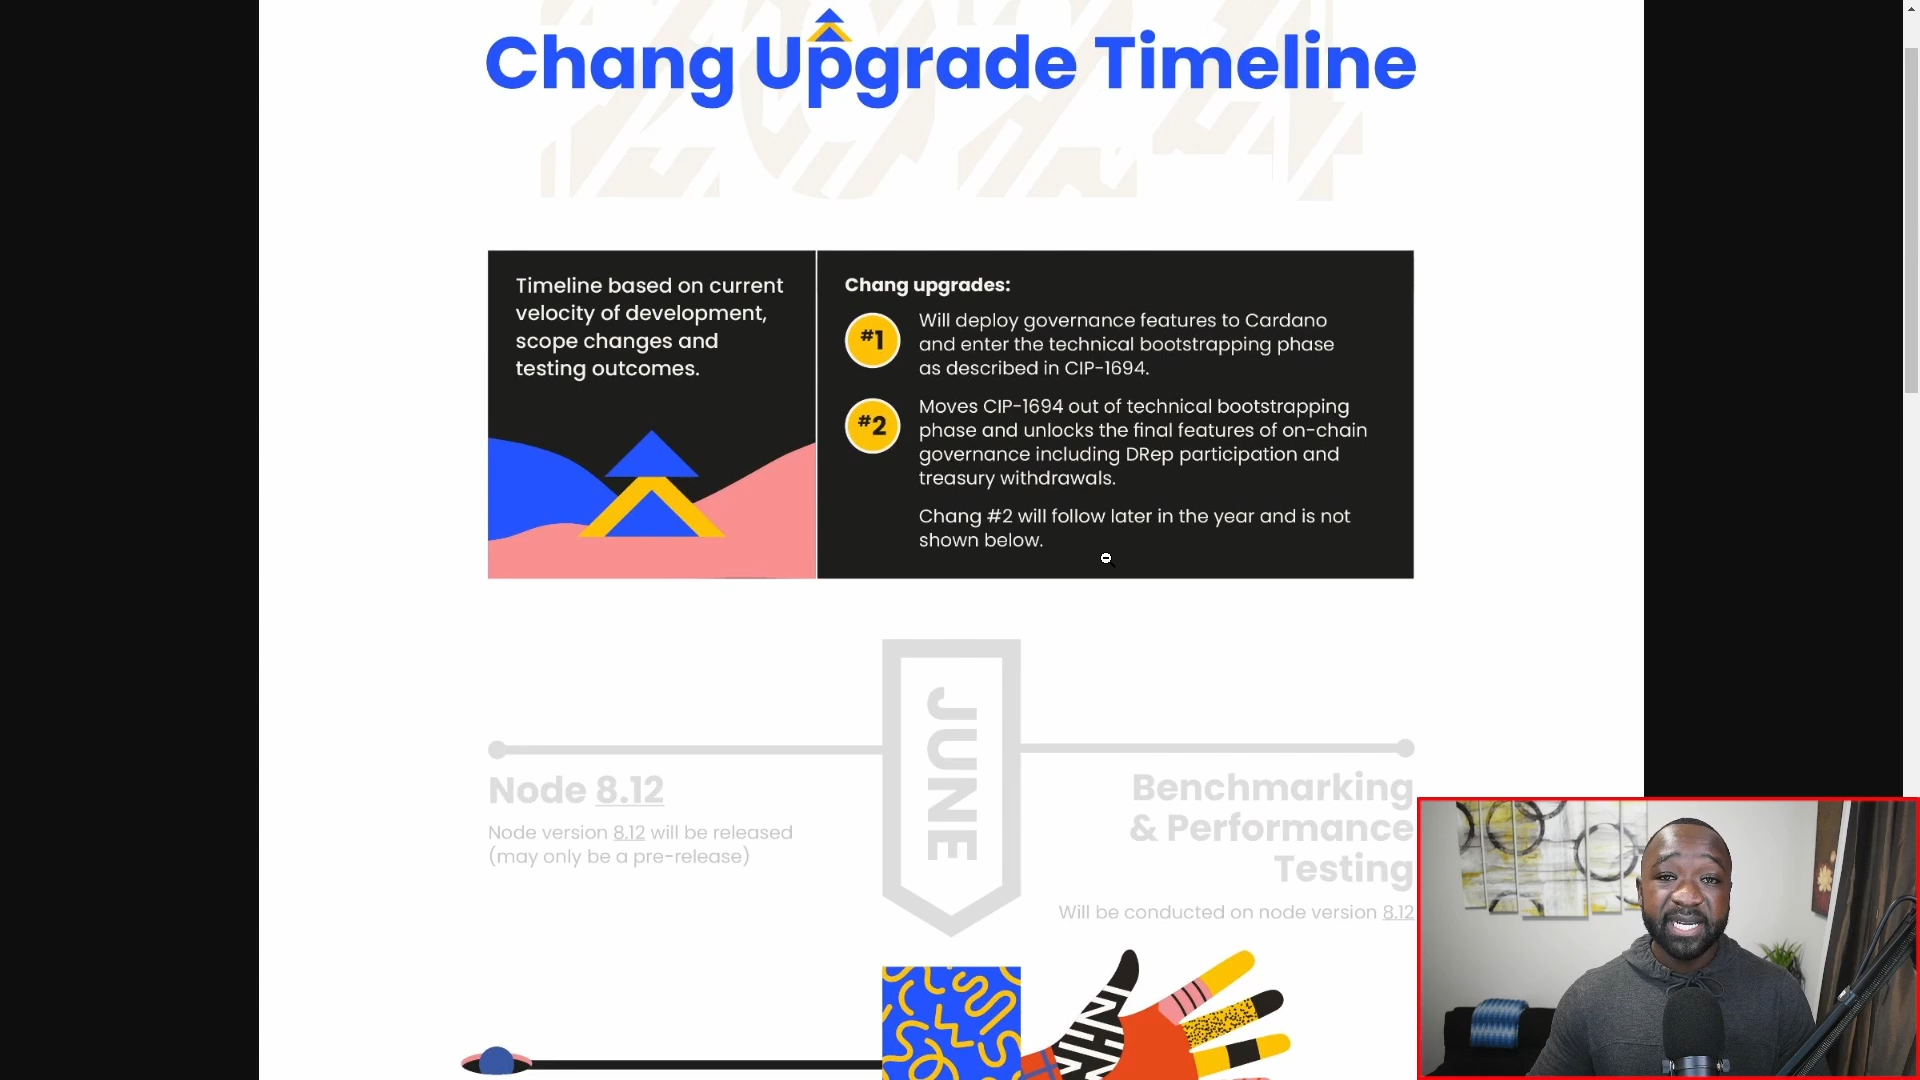 Chang Upgrade Timeline
Timeline based on current
velocity of development,
scope changes and
testing outcomes.
Chang upgrades:
#1
Will deploy governance features to Cardano
and enter the technical bootstrapping phase
as described in CIP-1694.
#2
Moves CIP-1694 out of technical bootstrapping
phase and unlocks the final features of on-chain
governance including DRep participation and
treasury withdrawals.
Chang #2 will follow later in the year and is not
shown below.
JUNE
Node 8.12
Node version 8.12 will be released
(may only be a pre-release)
Benchmarking
& Performance
Testing
Will be conducted on node version 8.12